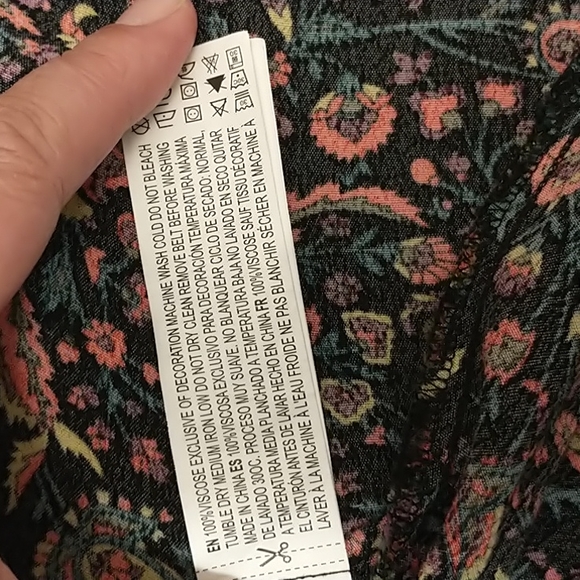 EN 100%VISCOSE EXCLUSIVE OF DECORATION MACHINE WASH COLD DO NOT BLEACH
TUMBLE DRY MEDIUM IRON LOW DO NOT DRY CLEAN REMOVE BELT BEFORE WASHING
MADE IN CHINA ES 100%VISCOSA EXCLUSIVO PARA DECORACIÓN TEMPERATURA MÁXIMA
DE LAVADO 30OC. PROCESO MUY SUAVE. NO BLANQUEAR CICLO DE SECADO. NORMAL,
DE MEDIA PLANCHADO A TEMPERATURA BAJA NO LAVADO EN SECO QUITAR
EL CINTURÓN ANTES DE LAVAR HECHO EN CHINA FR 100%VISCOSE SAUF TISSU DÉCORATIF
LAVER À LA MACHINE À L'EAU FROIDE NE PAS BLANCHIR SÉCHER EN MACHINE À